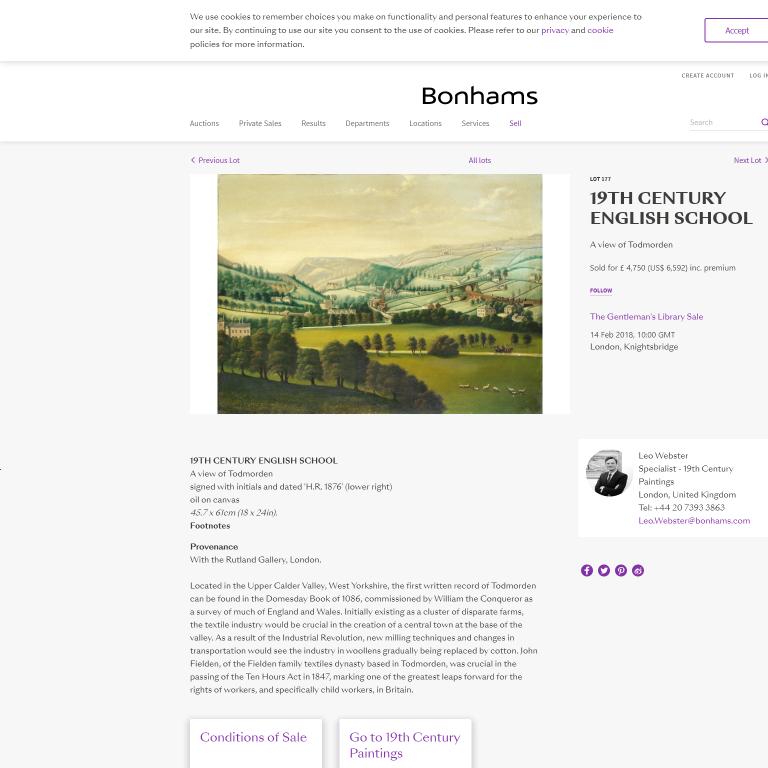 We use cookies to remember choices you make on functionality and personal features to enhance your experience to
our site. By continuing to use our site you consent to the use of cookies. Please refer to our privacy and cookie
policies for more information.
Accept
CREATE ACCOUNT
LOG IN
Bonhams
Auctions
Private Sales
Results
Departments
Locations
Services
Sell
Search
Previous Lot
All lots
Next Lot
LOT 177
19TH CENTURY
ENGLISH SCHOOL
A view of Todmorden
Sold for £ 4,750 (US$ 6,592) inc. premium
FOLLOW
The Gentleman's Library Sale
14 Feb 2018, 10:00 GMT
London, Knightsbridge
19TH CENTURY ENGLISH SCHOOL
A view of Todmorden
signed with initials and dated 'H.R. 1876' (lower right)
oil on canvas
45.7 x 61cm (18 x 24in).
Footnotes
Provenance
With the Rutland Gallery, London.
Located in the Upper Calder Valley, West Yorkshire, the first written record of Todmorden
can be found in the Domesday Book of 1086, commissioned by William the Conqueror as
a survey of much of England and Wales. Initially existing as a cluster of disparate farms,
the textile industry would be crucial in the creation of a central town at the base of the
valley. As a result of the Industrial Revolution, new milling techniques and changes in
transportation would see the industry in woollens gradually being replaced by cotton. John
Fielden, of the Fielden family textiles dynasty based in Todmorden, was crucial in the
passing of the Ten Hours Act in 1847, making one of the greatest leaps forward for the
rights of workers, and specifically child workers, in Britain.
Leo Webster
Specialist - 19th Century
Paintings
London, United Kingdom
Tel: +44 20 7393 3863
Leo.Webster@bonhams.com
Conditions of Sale
Go to 19th Century
Paintings